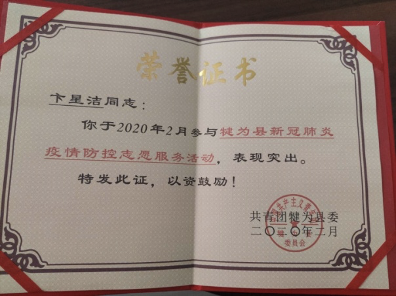 荣誉证书
卞星洁同志：
你于2020年2月参与犍为县新冠肺炎
疫情防控志愿服务活动，表现突出。
特发此证，以资鼓励！
共青团犍为县委
二〇二〇年二月
委员会